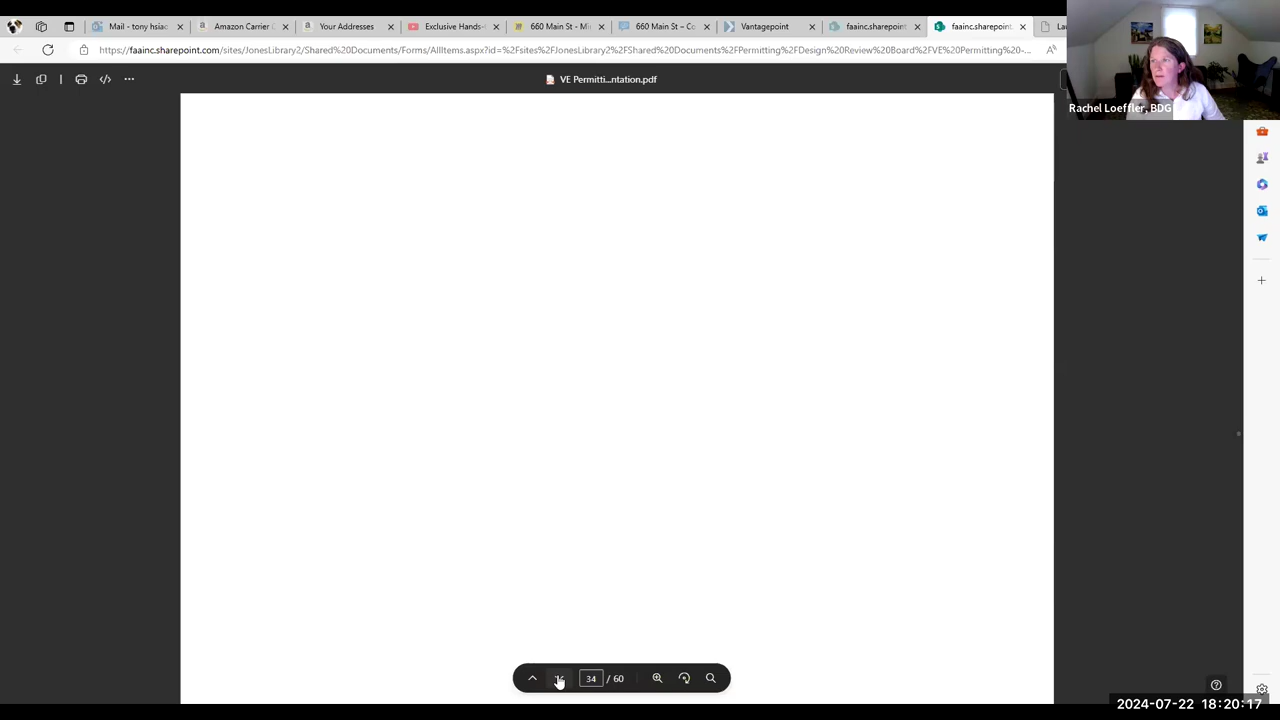 Mail - tony hsiac
Amazon Carrier
Your Addresses
Exclusive Hands-
660 Main St - Mi
660 Main St – Co
Vantagepoint
faainc.sharepoint
faainc.sharepoint.
La
https://faainc.sharepoint.com/sites/JonesLibrary2/Shared%20Documents/Forms/AllItems.aspx?id=%2Fsites%2FJonesLibrary2%2FShared%20Documents%2FPermitting%2FDesign%20Review%20Board%2FVE%20Permitting%20-...
VE Permitti...ntation.pdf
Rachel Loeffler, BDG
34 / 60
2024-07-22 18:20:17